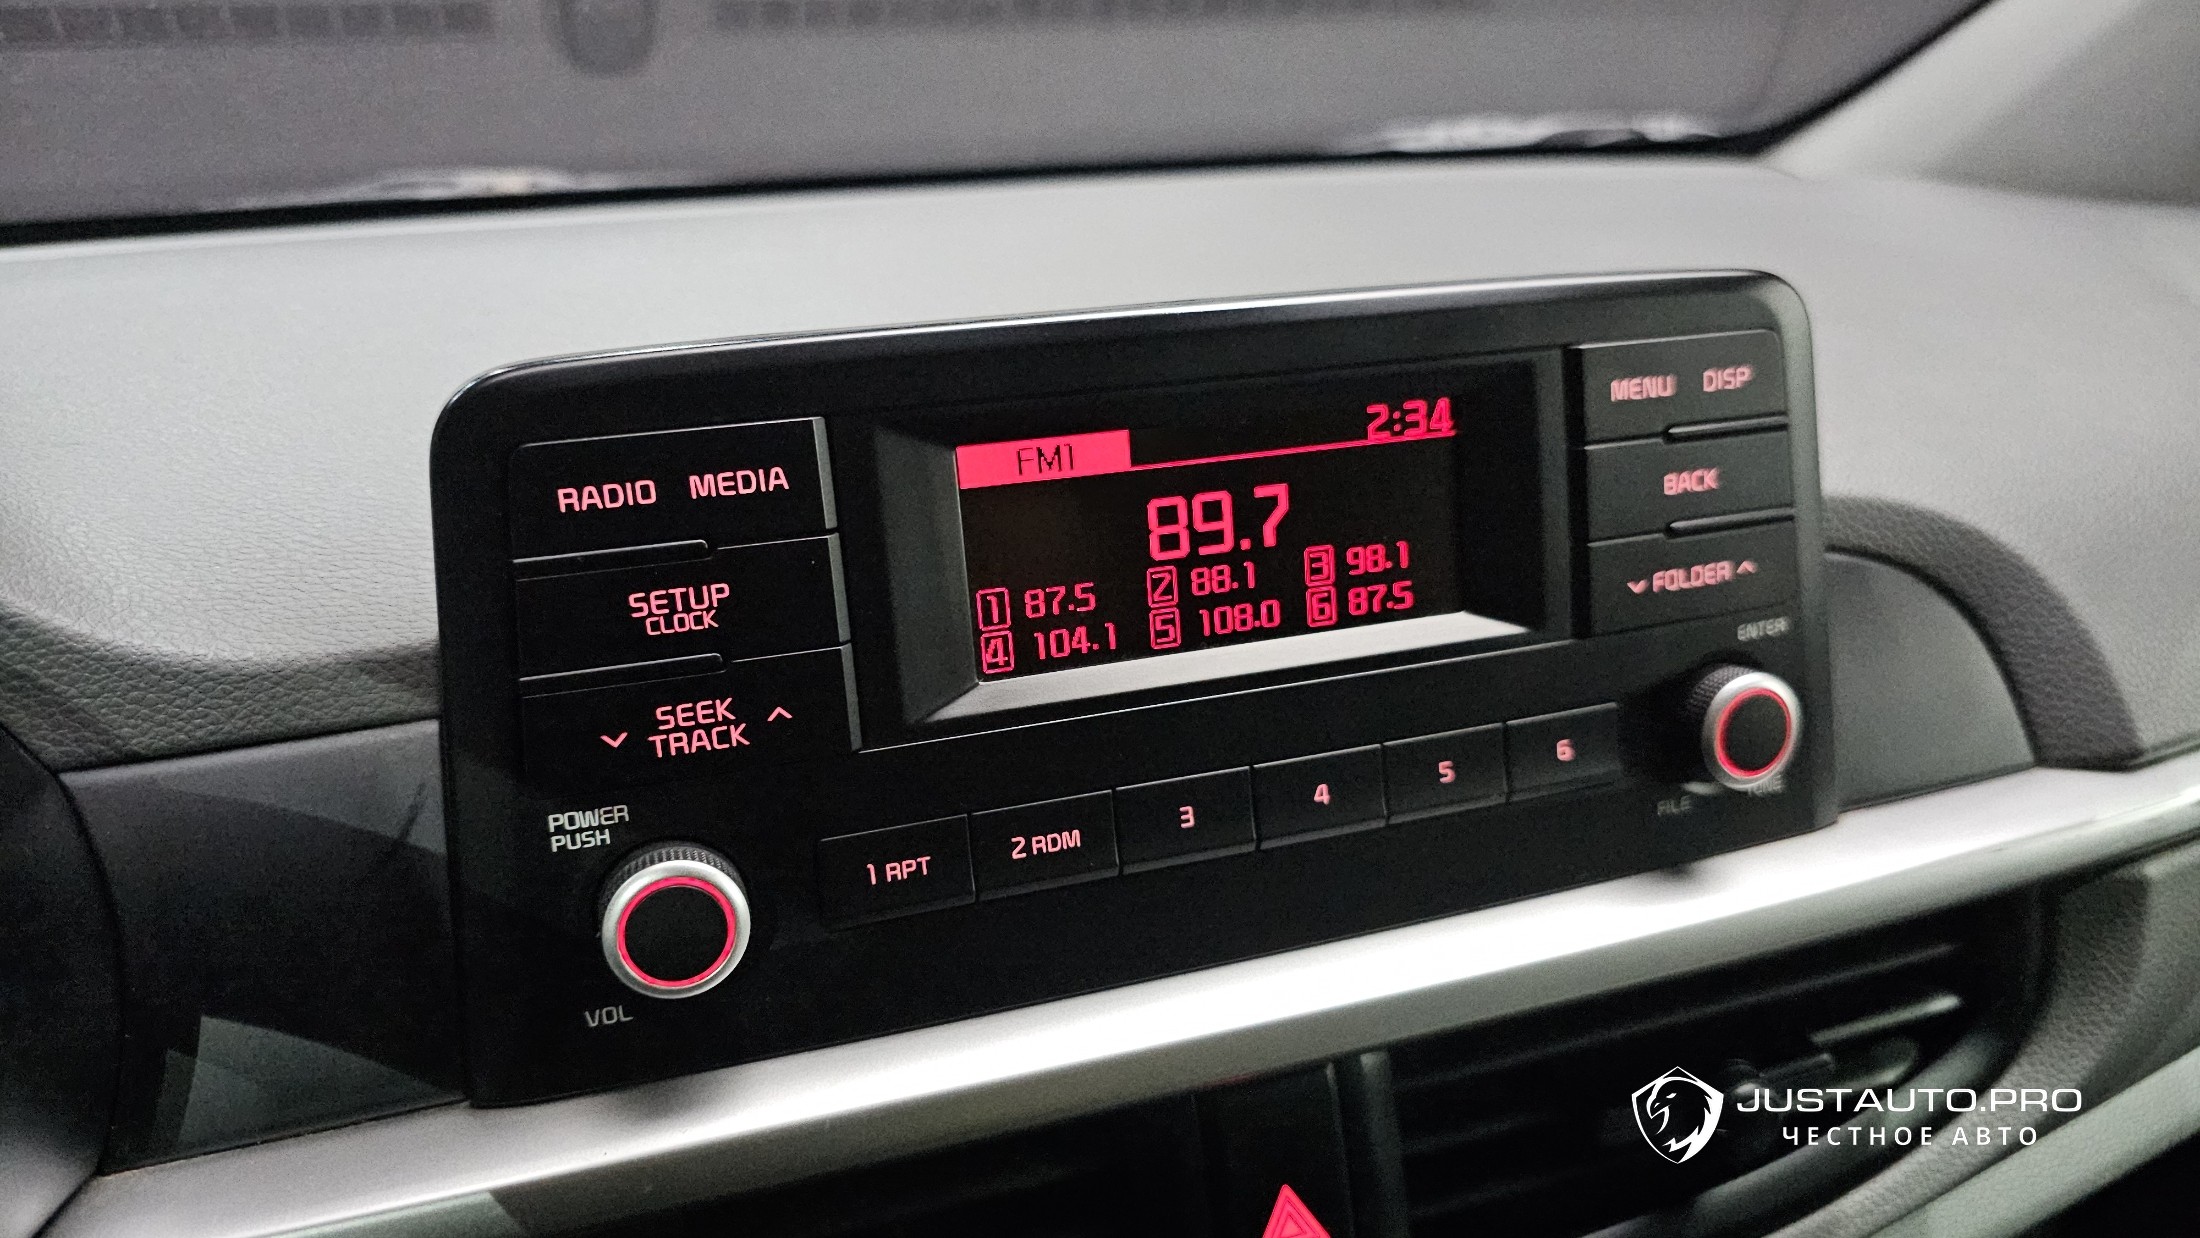 RADIO MEDIA
SETUP
CLOCK
SEEK
TRACK
POWER
PUSH
VOL
FM1 2:34
89.7
1 87.5 2 88.1 3 98.1
4 104.1 5 108.0 6 87.5
1 RPT 2 RDM 3 4 5 6
MENU DISP
BACK
FOLDER
ENTER
FILE TUNE
JUSTAUTO.PRO
ЧЕСТНОЕ АВТО